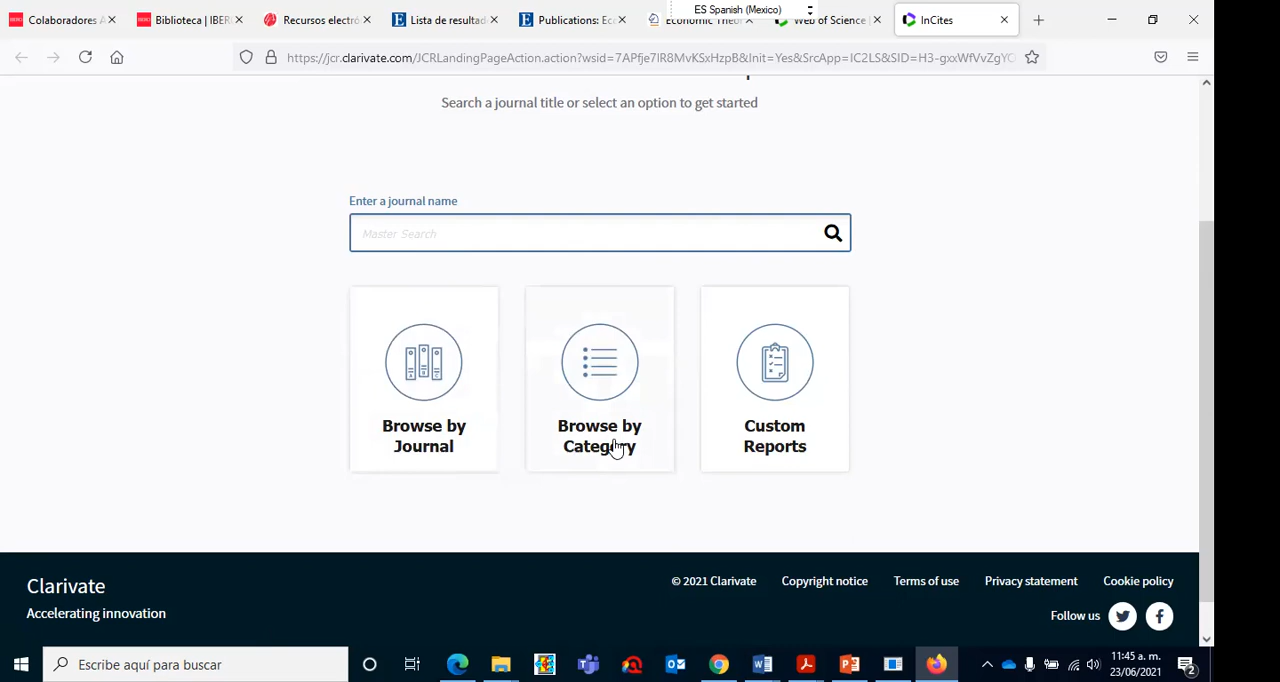 ES Spanish (Mexico)
Colaboradores
Biblioteca | IBER
Recursos electró
Lista de resultad
Publications: Ec
Economic Theor
Web of Science
InCites
https://jcr.clarivate.com/JCRLandingPageAction.action?wsid=7APfje7lR8MvKSxHzpB&Init=Yes&SrcApp=IC2LS&SID=H3-gxxWfVvZgYC
Search a journal title or select an option to get started
Enter a journal name
Master Search
Browse by
Journal
Browse by
Category
Custom
Reports
Clarivate
Accelerating innovation
© 2021 Clarivate
Copyright notice
Terms of use
Privacy statement
Cookie policy
Follow us
Escribe aquí para buscar
11:45 a. m.
23/06/2021
2